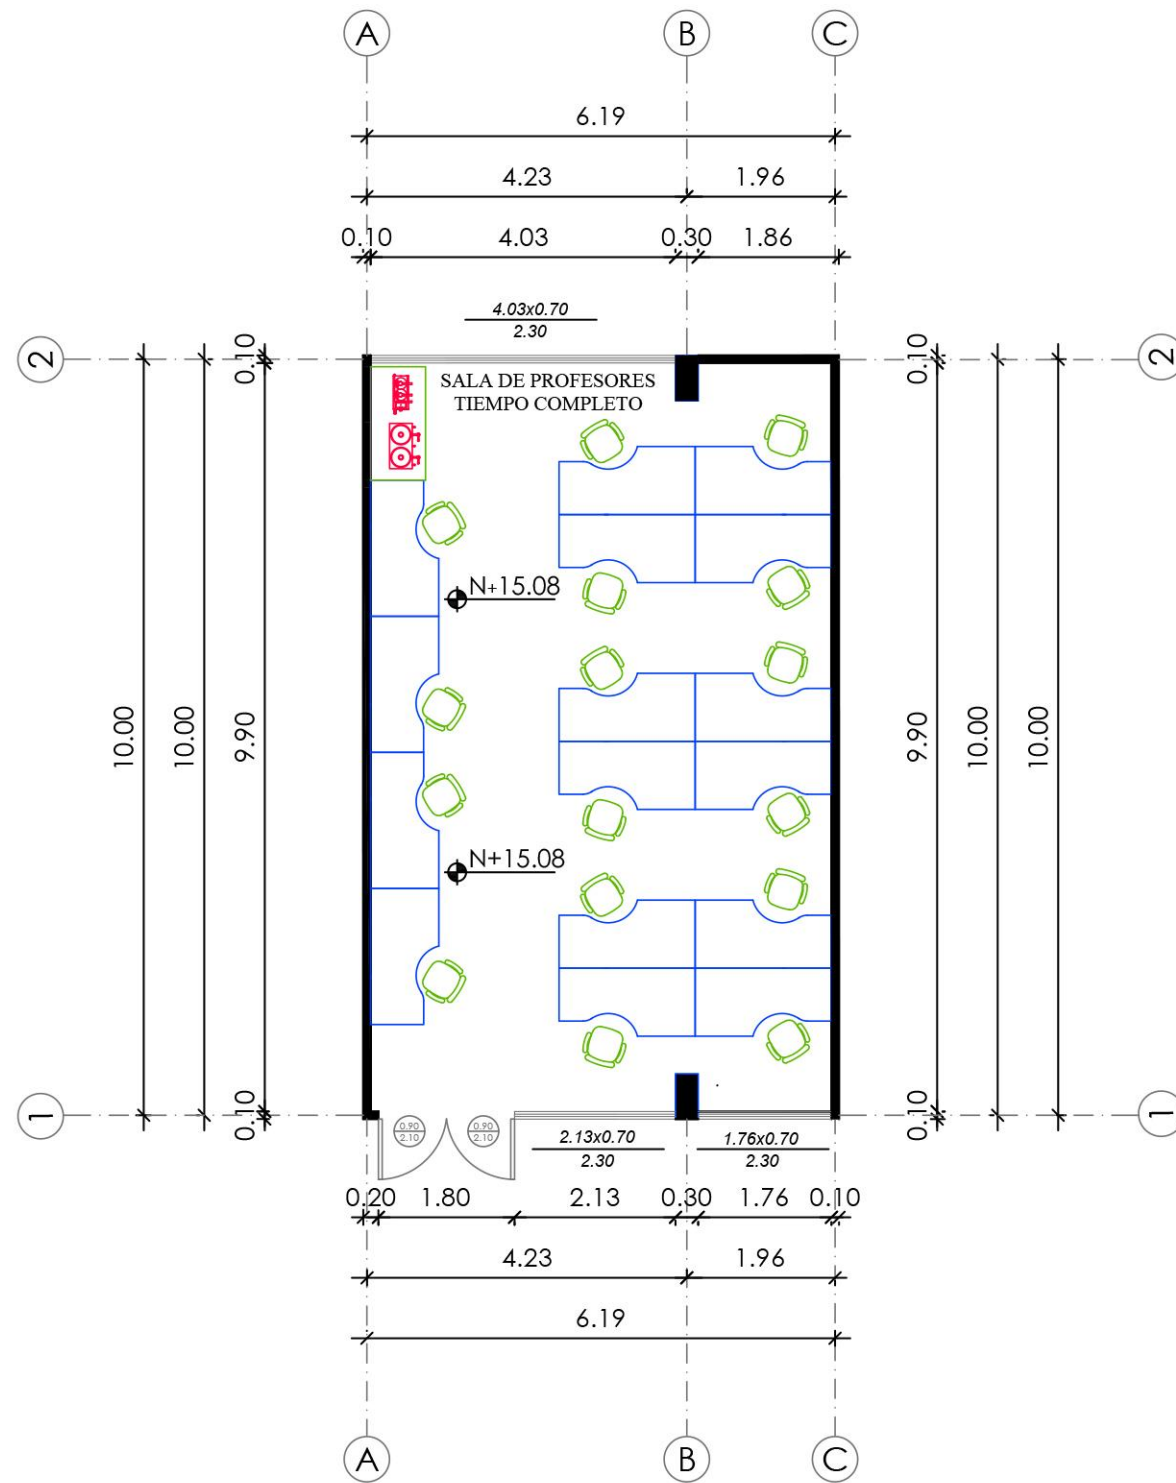 A B C
6.19
4.23 1.96
0.10 4.03 0.30 1.86
4.03x0.70
2.30
2 0.10 0.10 2
SALA DE PROFESORES
TIEMPO COMPLETO
N+15.08
10.00 10.00 9.90 9.90 10.00 10.00
N+15.08
1 0.10 0.10 1
0.90 0.90
2.10 2.10
2.13x0.70 1.76x0.70
2.30 2.30
0.20 1.80 2.13 0.30 1.76 0.10
4.23 1.96
6.19
A B C